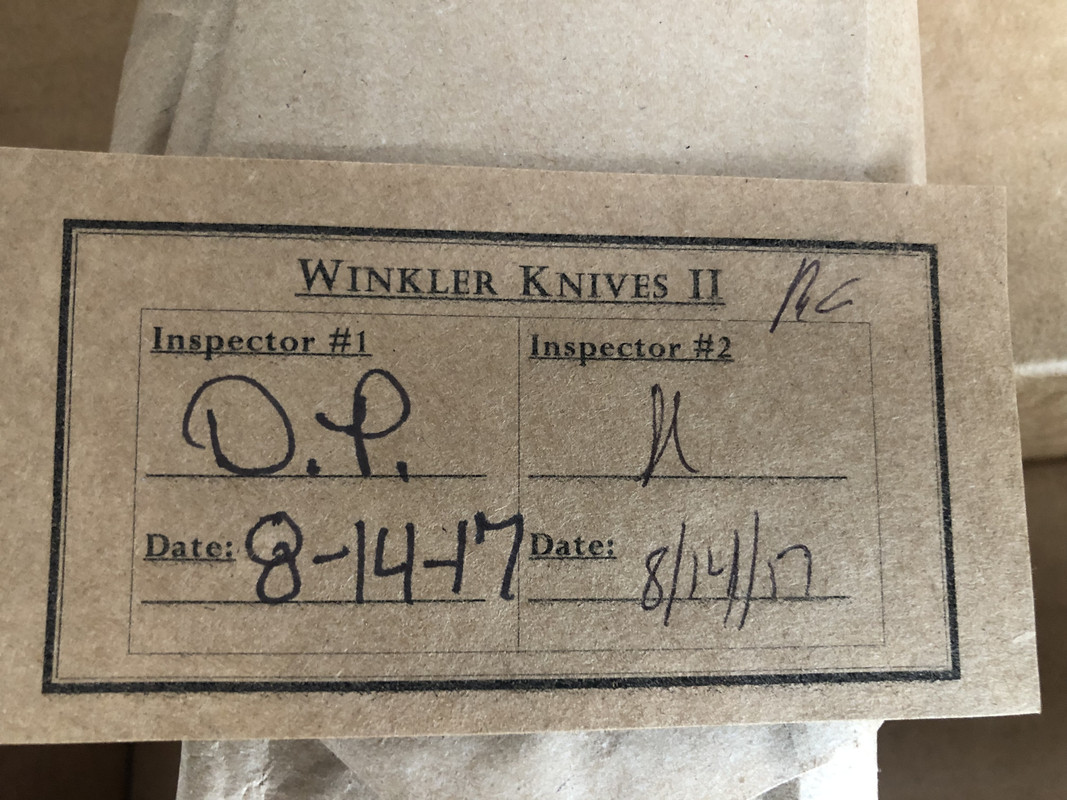 WINKLER KNIVES II
Inspector #1
Inspector #2
D.P.
Date: 8-14-17
Date: 8/14/17